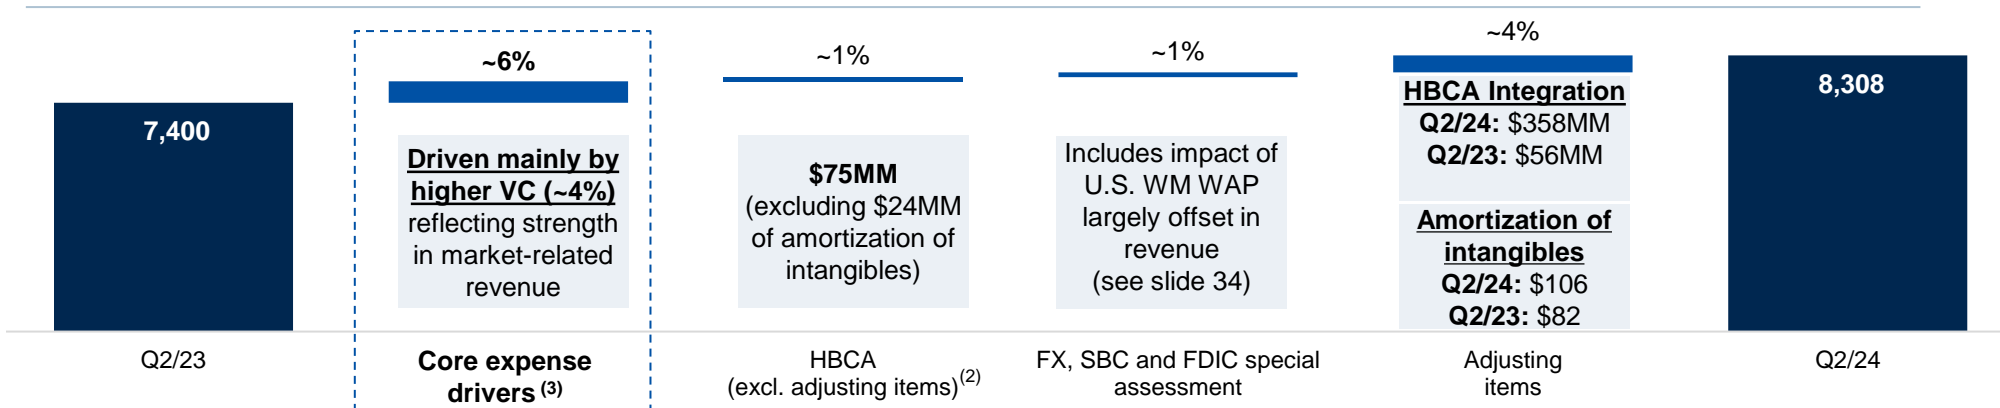 ~6%
~1%
~1%
~4%
7,400
Driven mainly by
higher VC (~4%)
reflecting strength
in market-related
revenue
$75MM
(excluding $24MM
of amortization of
intangibles)
Includes impact of
U.S. WM WAP
largely offset in
revenue
(see slide 34)
HBCA Integration
Q2/24: $358MM
Q2/23: $56MM
Amortization of
intangibles
Q2/24: $106
Q2/23: $82
8,308
Q2/23
Core expense
drivers (3)
HBCA
(excl. adjusting items)(2)
FX, SBC and FDIC special
assessment
Adjusting
items
Q2/24